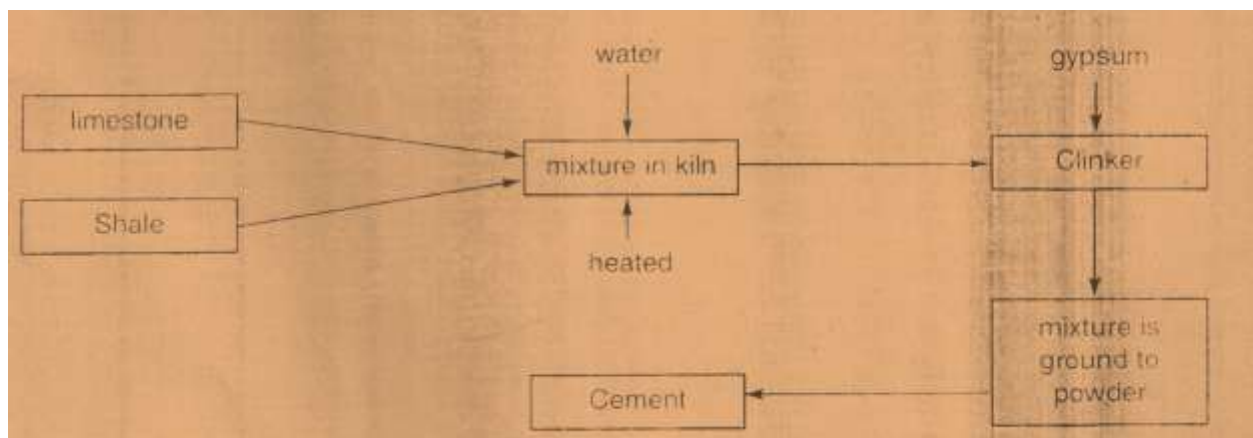 water
gypsum
limestone
mixture in kiln
Clinker
Shale
heated
mixture is
ground to
powder
Cement